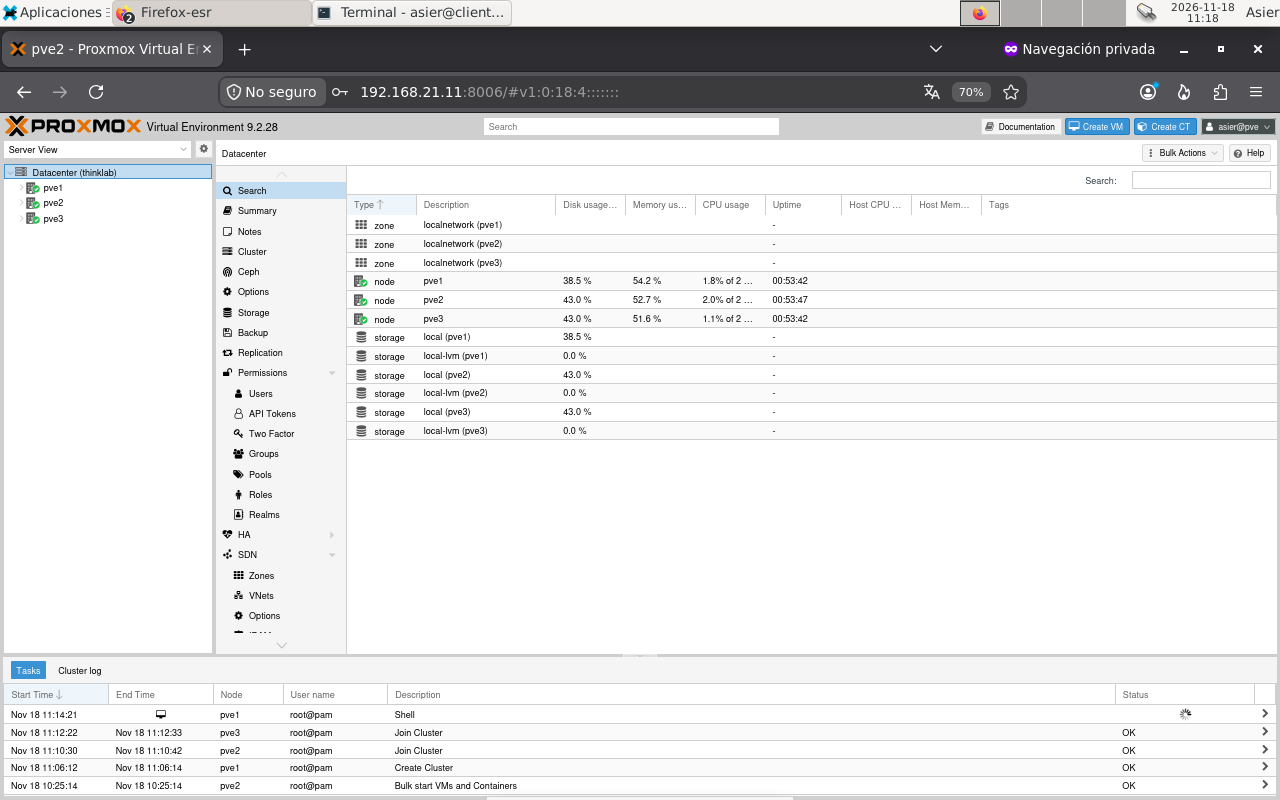 Aplicaciones
2 Firefox-esr
Terminal - asier@client...
2026-11-18
11:18
Asier
pve2 - Proxmox Virtual E
Navegación privada
No seguro
192.168.21.11:8006/#v1:0:18:4:::::::
70%
PROXMOX Virtual Environment 9.2.28
Search
Documentation
Create VM
Create CT
asier@pve
Server View
Datacenter
Bulk Actions
Help
Datacenter (thinklab)
pve1
pve2
pve3
Search
Summary
Notes
Cluster
Ceph
Options
Storage
Backup
Replication
Permissions
Users
API Tokens
Two Factor
Groups
Pools
Roles
Realms
HA
SDN
Zones
VNets
Options
Search:
Type Description Disk usage... Memory us... CPU usage Uptime Host CPU ... Host Mem... Tags
zone localnetwork (pve1) -
zone localnetwork (pve2) -
zone localnetwork (pve3) -
node pve1 38.5 % 54.2 % 1.8% of 2 ... 00:53:42
node pve2 43.0 % 52.7 % 2.0% of 2 ... 00:53:47
node pve3 43.0 % 51.6 % 1.1% of 2 ... 00:53:42
storage local (pve1) 38.5 % -
storage local-lvm (pve1) 0.0 % -
storage local (pve2) 43.0 % -
storage local-lvm (pve2) 0.0 % -
storage local (pve3) 43.0 % -
storage local-lvm (pve3) 0.0 % -
Tasks Cluster log
Start Time End Time Node User name Description Status
Nov 18 11:14:21 pve1 root@pam Shell
Nov 18 11:12:22 Nov 18 11:12:33 pve3 root@pam Join Cluster OK
Nov 18 11:10:30 Nov 18 11:10:42 pve2 root@pam Join Cluster OK
Nov 18 11:06:12 Nov 18 11:06:14 pve1 root@pam Create Cluster OK
Nov 18 10:25:14 Nov 18 10:25:14 pve2 root@pam Bulk start VMs and Containers OK